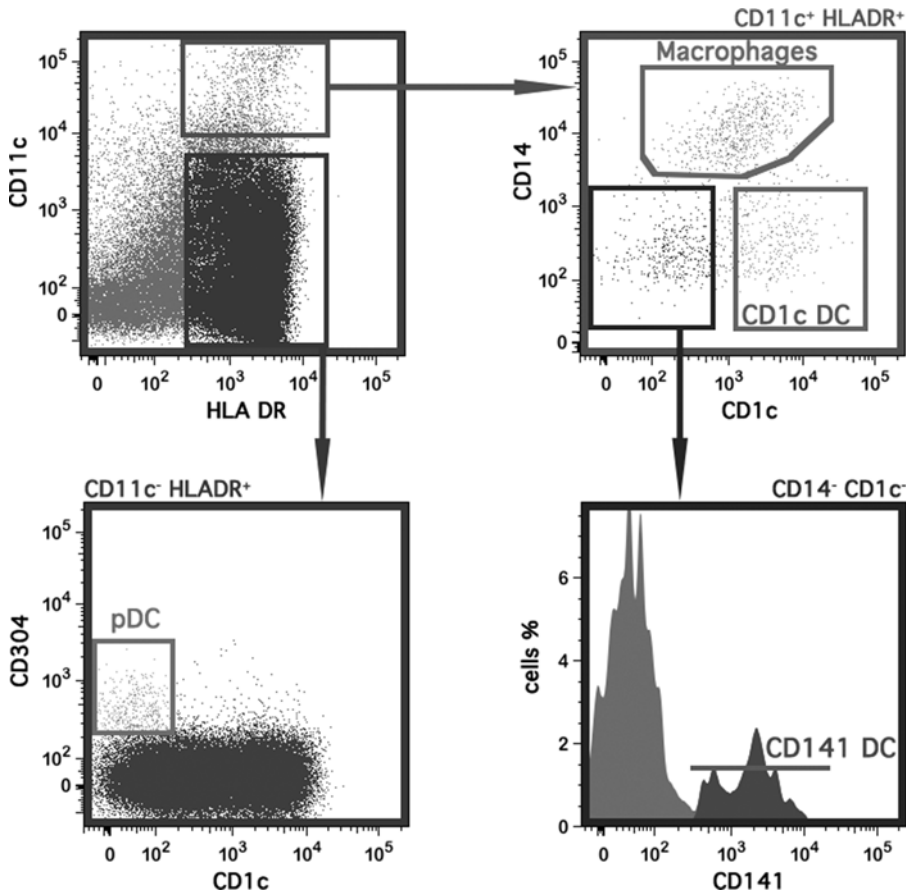 CD11c⁺ HLADR⁺
10⁵
10⁴
10³
10²
0
CD11c
0 10² 10³ 10⁴ 10⁵
HLA DR
Macrophages
10⁵
10⁴
10³
10²
0
CD14
CD1c DC
0 10² 10³ 10⁴ 10⁵
CD1c
CD11c⁻ HLADR⁺
10⁵
10⁴
10³
10²
0
CD304
pDC
0 10² 10³ 10⁴ 10⁵
CD1c
CD14⁻ CD1c⁻
6
4
2
0
cells %
CD141 DC
0 10² 10³ 10⁴ 10⁵
CD141